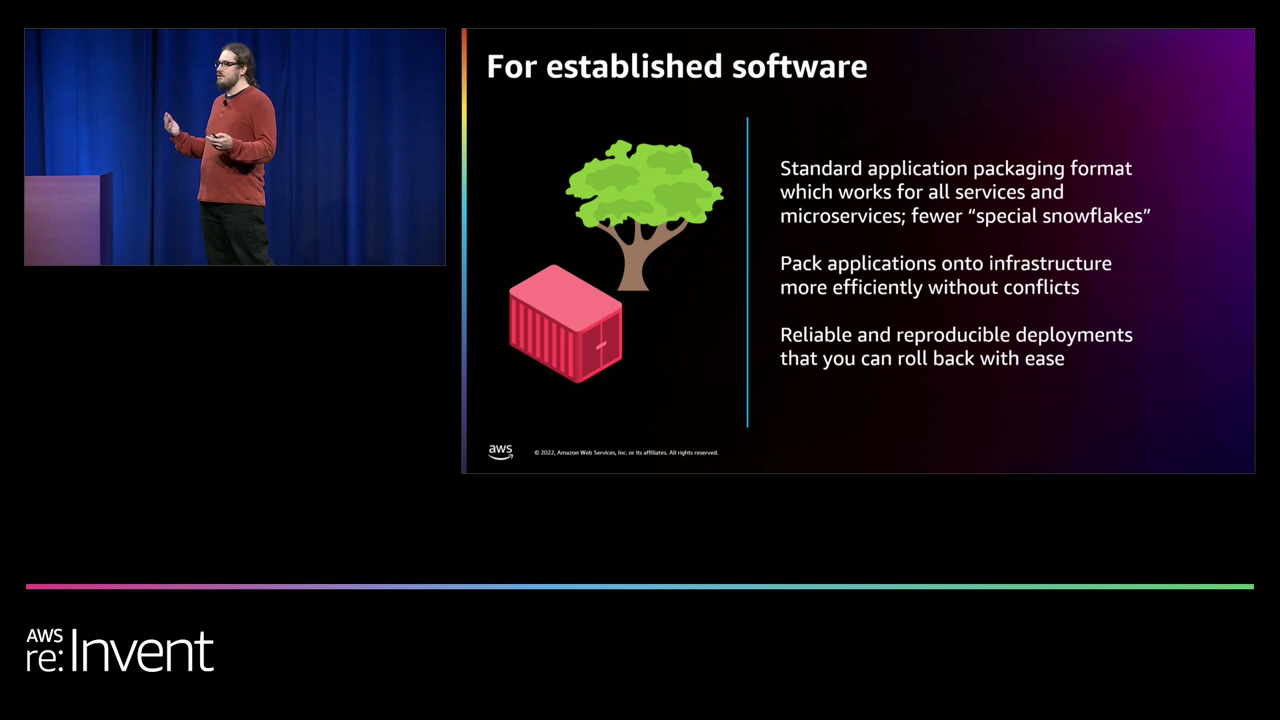 For established software
Standard application packaging format
which works for all services and
microservices; fewer “special snowflakes”
Pack applications onto infrastructure
more efficiently without conflicts
Reliable and reproducible deployments
that you can roll back with ease
aws
© 2022, Amazon Web Services, Inc. or its affiliates. All rights reserved.
AWS
re:Invent